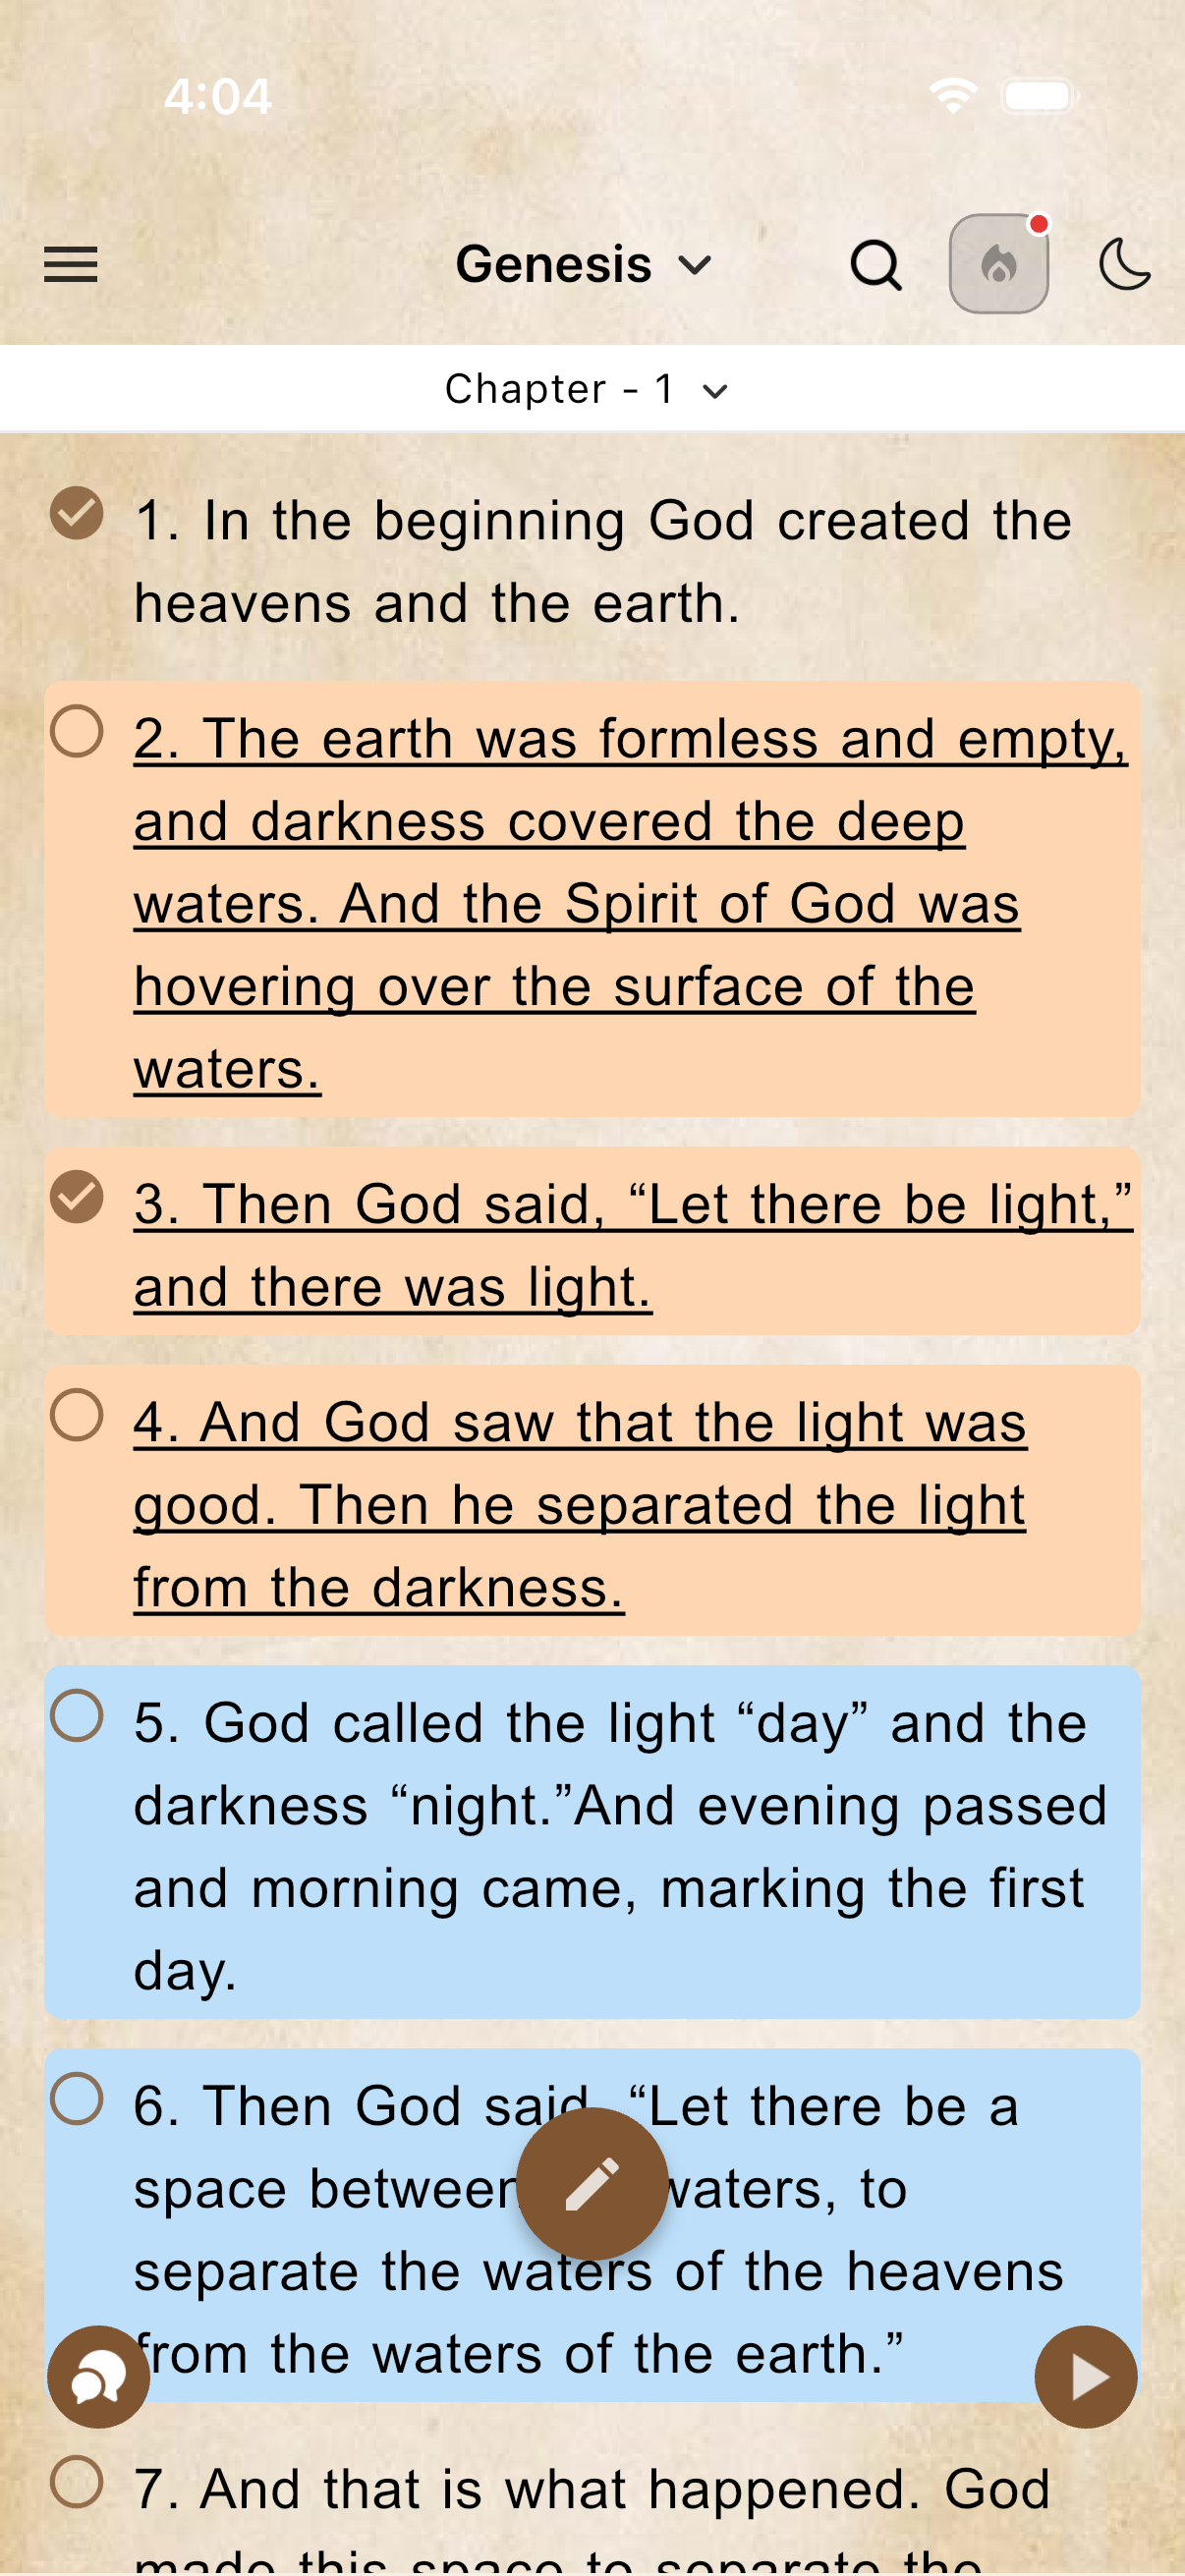 4:04
Genesis
Chapter - 1
1. In the beginning God created the
heavens and the earth.
2. The earth was formless and empty,
and darkness covered the deep
waters. And the Spirit of God was
hovering over the surface of the
waters.
3. Then God said, “Let there be light,”
and there was light.
4. And God saw that the light was
good. Then he separated the light
from the darkness.
5. God called the light “day” and the
darkness “night.”And evening passed
and morning came, marking the first
day.
6. Then God said, “Let there be a
space between waters, to
separate the waters of the heavens
from the waters of the earth.”
7. And that is what happened. God
made this space to separate the